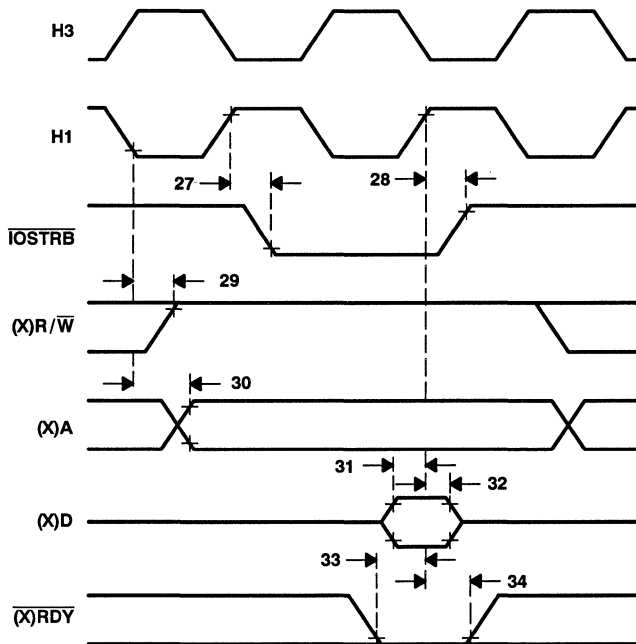 H3
H1
27
28
IOSTRB
29
(X)R/W
30
(X)A
31
32
(X)D
33
34
(X)RDY